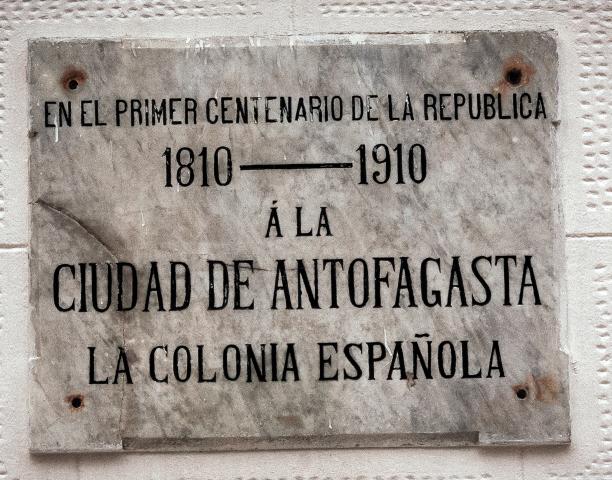 EN EL PRIMER CENTENARIO DE LA REPUBLICA
1810 — 1910
Á LA
CIUDAD DE ANTOFAGASTA
LA COLONIA ESPAÑOLA